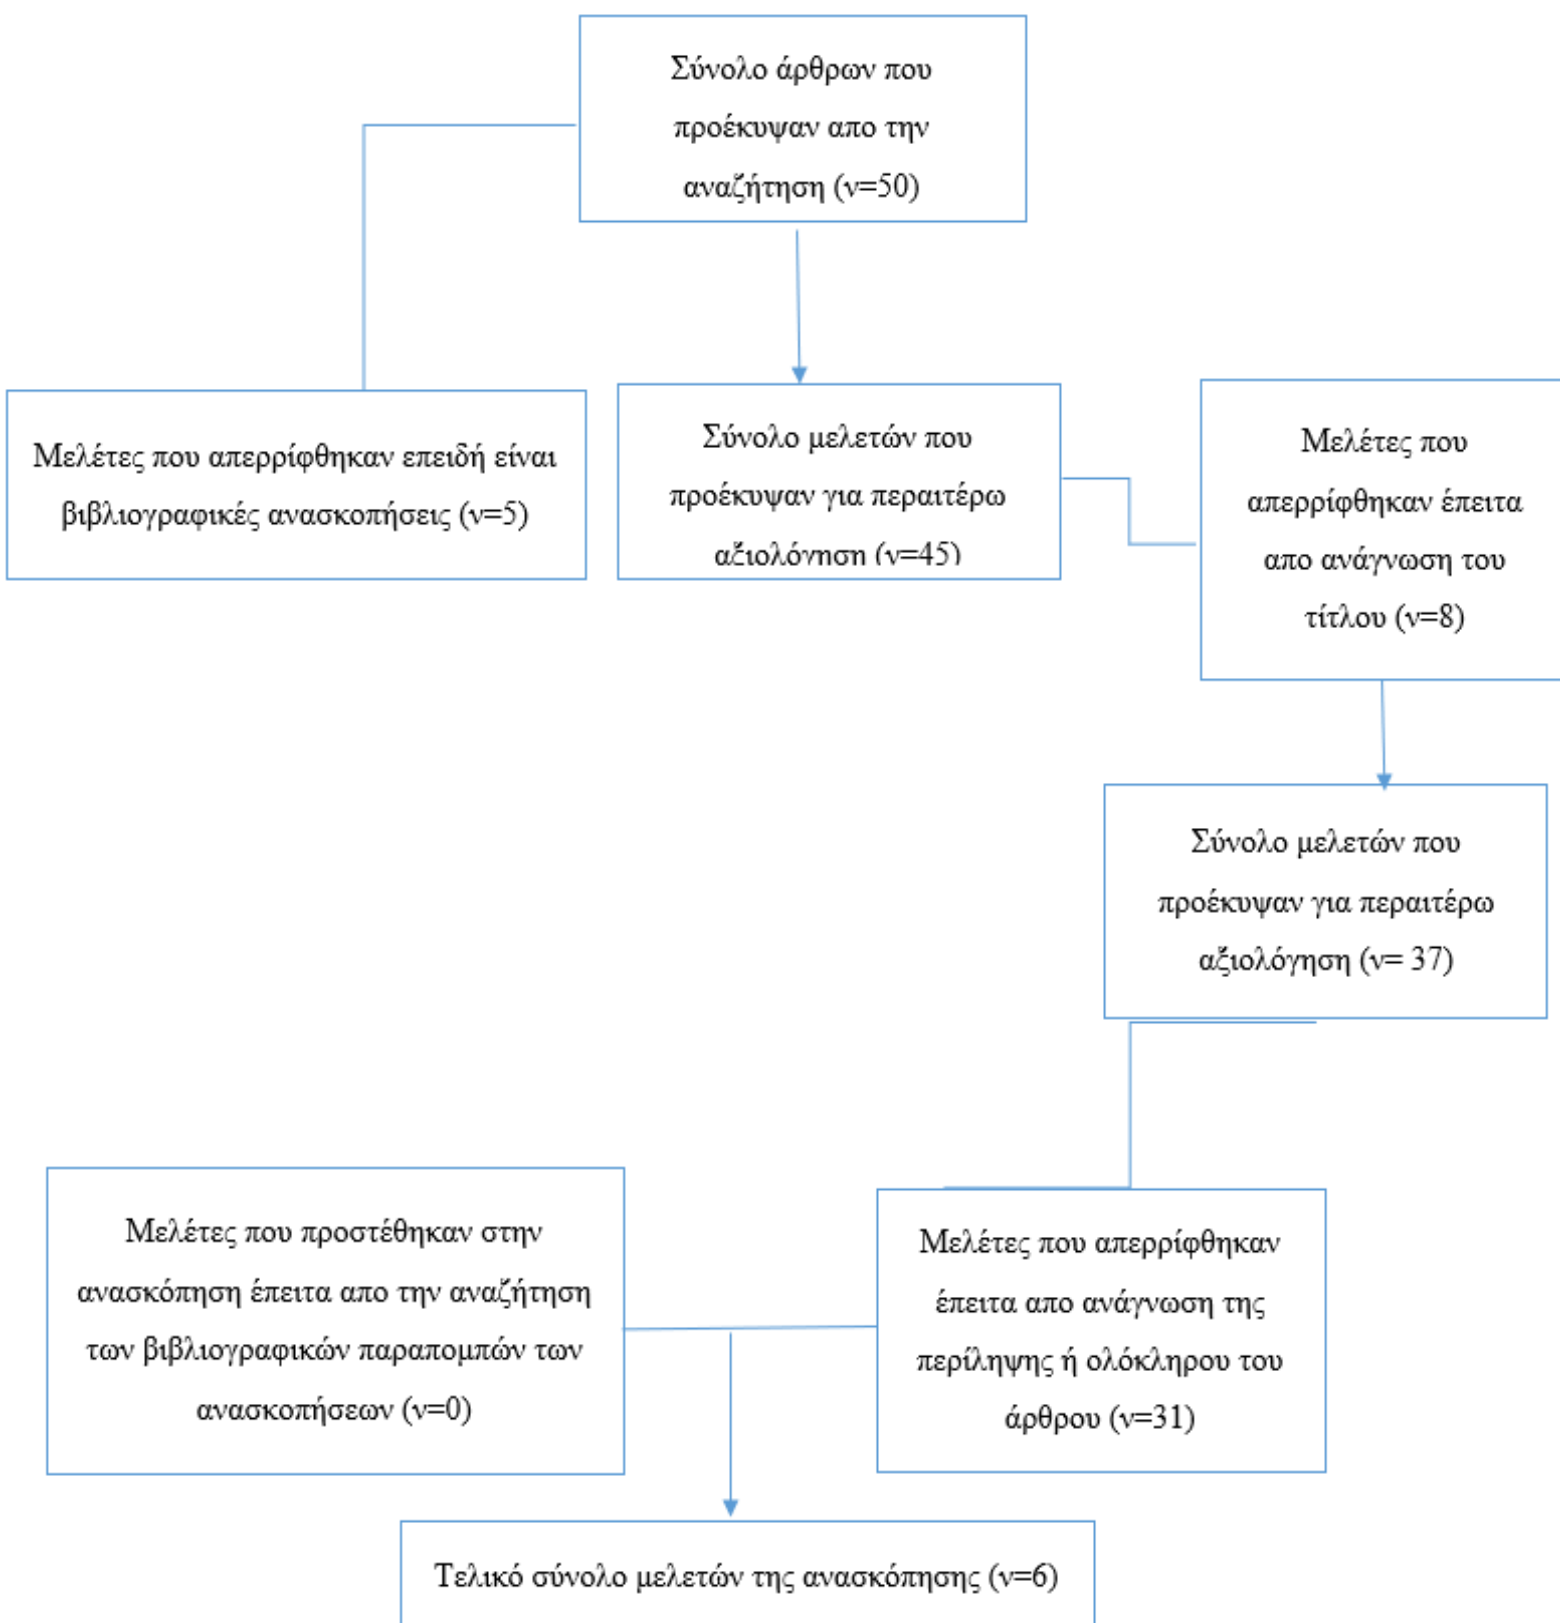 Σύνολο άρθρων που
προέκυψαν απο την
αναζήτηση (ν=50)
Μελέτες που απερρίφθηκαν επειδή είναι
βιβλιογραφικές ανασκοπήσεις (ν=5)
Σύνολο μελετών που
προέκυψαν για περαιτέρω
αξιολόγηση (ν=45)
Μελέτες που
απερρίφθηκαν έπειτα
απο ανάγνωση του
τίτλου (ν=8)
Σύνολο μελετών που
προέκυψαν για περαιτέρω
αξιολόγηση (ν= 37)
Μελέτες που προστέθηκαν στην
ανασκόπηση έπειτα απο την αναζήτηση
των βιβλιογραφικών παραπομπών των
ανασκοπήσεων (ν=0)
Μελέτες που απερρίφθηκαν
έπειτα απο ανάγνωση της
περίληψης ή ολόκληρου του
άρθρου (ν=31)
Τελικό σύνολο μελετών της ανασκόπησης (ν=6)